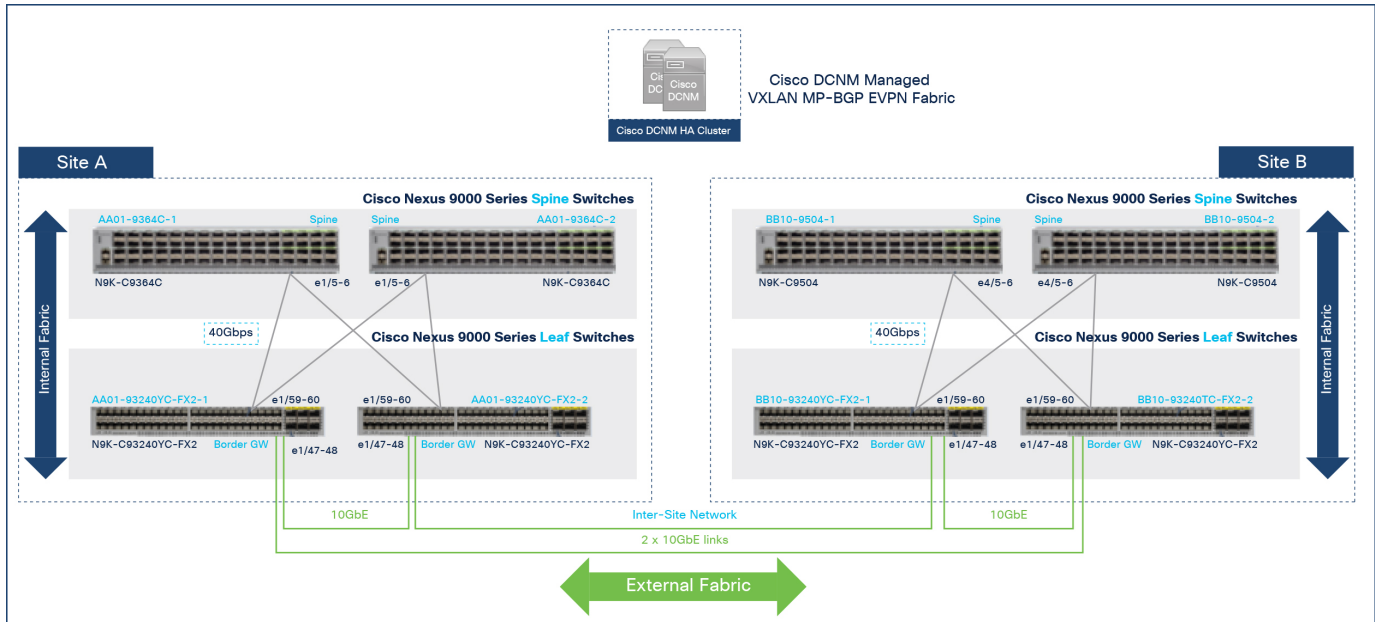 Cisco
DCNM
Cisco
DCNM
Cisco DCNM Managed
VXLAN MP-BGP EVPN Fabric
Cisco DCNM HA Cluster
Site A
Site B
Cisco Nexus 9000 Series Spine Switches
Cisco Nexus 9000 Series Spine Switches
AA01-9364C-1
Spine
Spine
AA01-9364C-2
BB10-9504-1
Spine
Spine
BB10-9504-2
N9K-C9364C
e1/5-6
e1/5-6
N9K-C9364C
N9K-C9504
e4/5-6
e4/5-6
N9K-C9504
Internal Fabric
Internal Fabric
40Gbps
Cisco Nexus 9000 Series Leaf Switches
40Gbps
Cisco Nexus 9000 Series Leaf Switches
AA01-93240YC-FX2-1
e1/59-60
e1/59-60
AA01-93240YC-FX2-2
BB10-93240YC-FX2-1
e1/59-60
e1/59-60
BB10-93240TC-FX2-2
N9K-C93240YC-FX2
Border GW
e1/47-48
e1/47-48
Border GW
N9K-C93240YC-FX2
N9K-C93240YC-FX2
Border GW
e1/47-48
e1/47-48
Border GW
N9K-C93240YC-FX2
10GbE
Inter-Site Network
10GbE
2 x 10GbE links
External Fabric